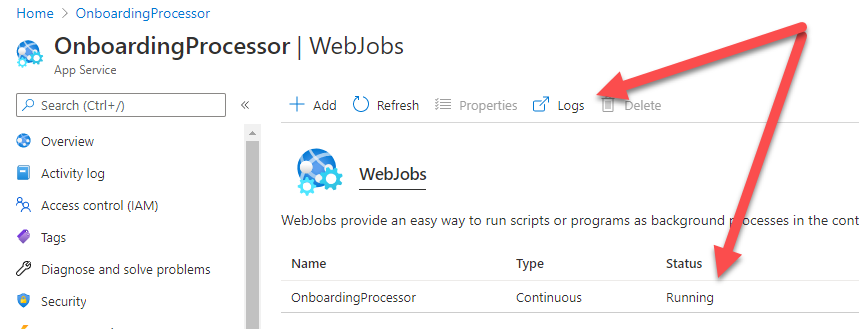 Home > OnboardingProcessor
OnboardingProcessor | WebJobs
App Service
Search (Ctrl+/)
«
Overview
Activity log
Access control (IAM)
Tags
Diagnose and solve problems
Security
Add Refresh Properties Logs Delete
WebJobs
WebJobs provide an easy way to run scripts or programs as background processes in the cont
Name Type Status
OnboardingProcessor Continuous Running